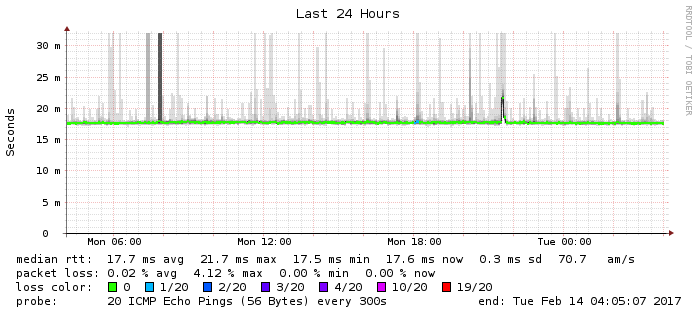 Last 24 Hours
RRDTOOL / TOBI OETIKER
Seconds
30 m
25 m
20 m
15 m
10 m
5 m
0
Mon 06:00 Mon 12:00 Mon 18:00 Tue 00:00
median rtt: 17.7 ms avg 21.7 ms max 17.5 ms min 17.6 ms now 0.3 ms sd 70.7 am/s
packet loss: 0.02 % avg 4.12 % max 0.00 % min 0.00 % now
loss color: 0 1/20 2/20 3/20 4/20 10/20 19/20
probe: 20 ICMP Echo Pings (56 Bytes) every 300s end: Tue Feb 14 04:05:07 2017